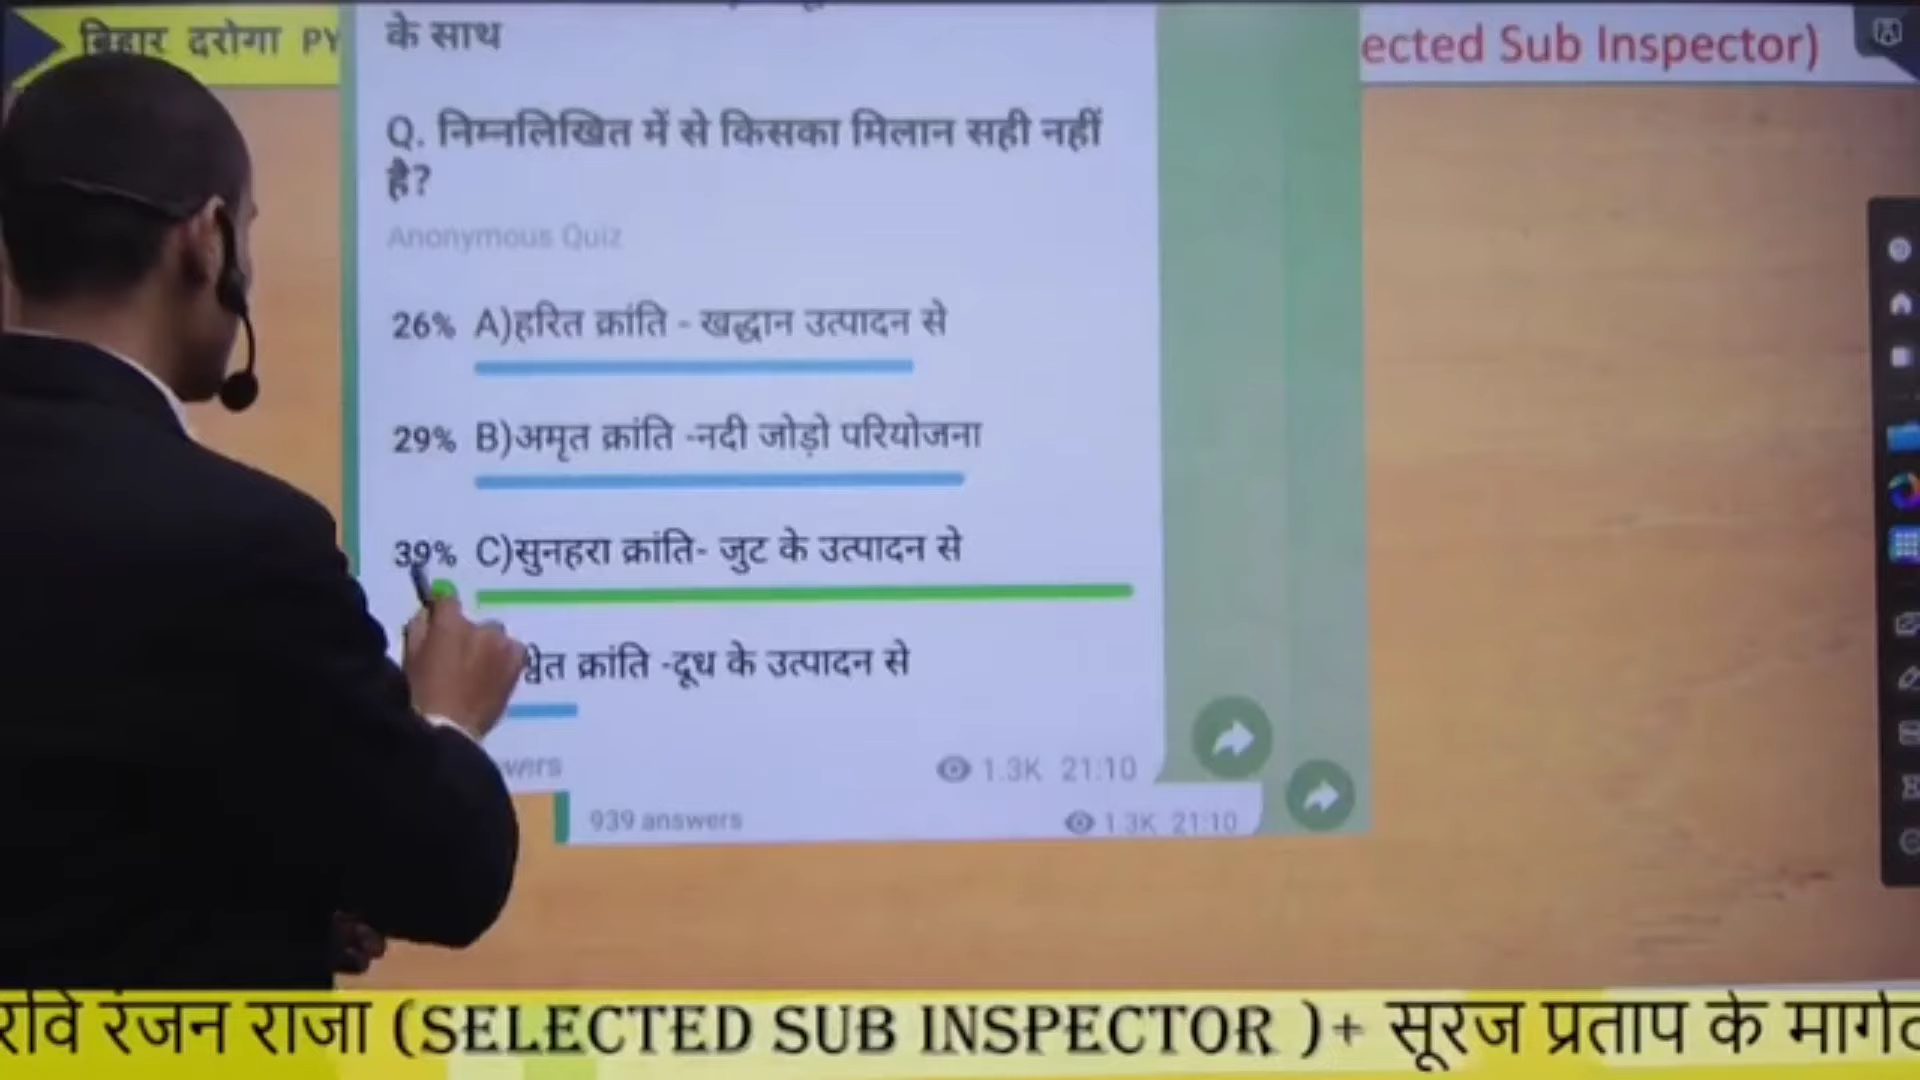 बिहार दरोगा PY
ected Sub Inspector)
के साथ
Q. निम्नलिखित में से किसका मिलान सही नहीं
है?
Anonymous Quiz
26% A)हरित क्रांति - खद्धान उत्पादन से
29% B)अमृत क्रांति -नदी जोड़ो परियोजना
39% C)सुनहरा क्रांति- जुट के उत्पादन से
श्वेत क्रांति -दूध के उत्पादन से
wers 1.3K 21:10
939 answers 1.3K 21:10
रवि रंजन राजा (SELECTED SUB INSPECTOR )+ सूरज प्रताप के